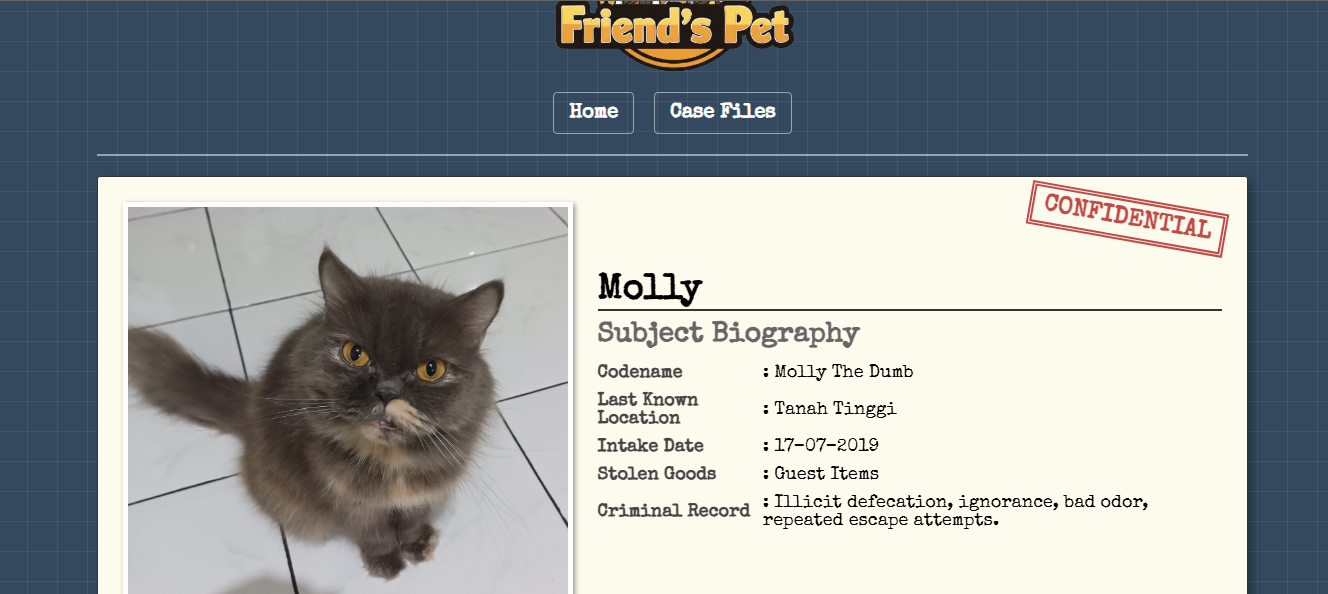 Friend's Pet
Home Case Files
CONFIDENTIAL
Molly
Subject Biography
Codename : Molly The Dumb
Last Known
Location : Tanah Tinggi
Intake Date : 17-07-2019
Stolen Goods : Guest Items
Criminal Record : Illicit defecation, ignorance, bad odor,
repeated escape attempts.